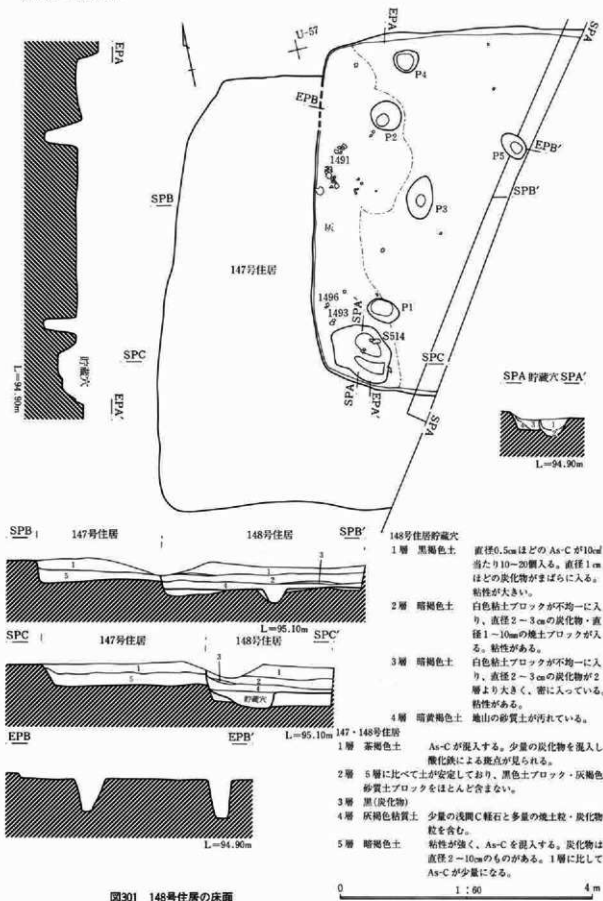 EPA
EPA'
貯蔵穴
L=94.90m
U-57
EPA
SPA
P4
EPB
P2
P5
EPB'
1491
SPB
SPB'
P3
灰
147号住居
1496
1493
SPA'
P1
S514
SPC
SPC
SPA
EPA'
SPA
SPA 貯蔵穴 SPA'
L=94.90m
SPB 147号住居 148号住居 SPB'
1
5
3
1
2
4
L=95.10m
SPC 147号住居 148号住居 SPC'
1
5
3
1
2
4
貯蔵穴
L=95.10m
EPB EPB'
L=94.90m
148号住居貯蔵穴
1層 黒褐色土 直径0.5㎝ほどの As-C が10㎠
当たり10~20個入る。直径1㎝
ほどの炭化物がまばらに入る。
粘性が大きい。
2層 暗褐色土 白色粘土ブロックが不均一に入
り、直径2~3㎝の炭化物・直
径1~10㎜の焼土ブロックが入
る。粘性がある。
3層 暗褐色土 白色粘土ブロックが不均一に入
り、直径2~3㎝の炭化物が2
層より大きく、密に入っている。
粘性がある。
4層 暗黄褐色土 地山の砂質土が汚れている。
147・148号住居
1層 茶褐色土 As-C が混入する。少量の炭化物を混入し
酸化鉄による斑点が見られる。
2層 5層に比べて土が安定しており、黒色土ブロック・灰褐色
砂質土ブロックをほとんど含まない。
3層 黒(炭化物)
4層 灰褐色粘質土 少量の浅間C軽石と多量の焼土粒・炭化物
粒を含む。
5層 暗褐色土 粘性が強く、As-C を混入する。炭化物は
直径2~10㎝のものがある。1層に比して
As-C が少量になる。
図301 148号住居の床面
0 1:60 4m